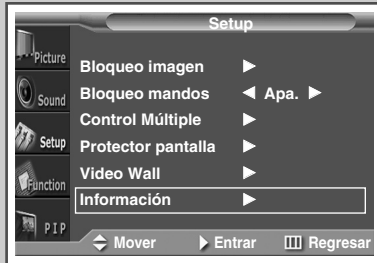 Setup
Picture
Sound
Setup
Function
PIP
Bloqueo imagen
Bloqueo mandos Apa.
Control Múltiple
Protector pantalla
Video Wall
Información
Mover Entrar Regresar